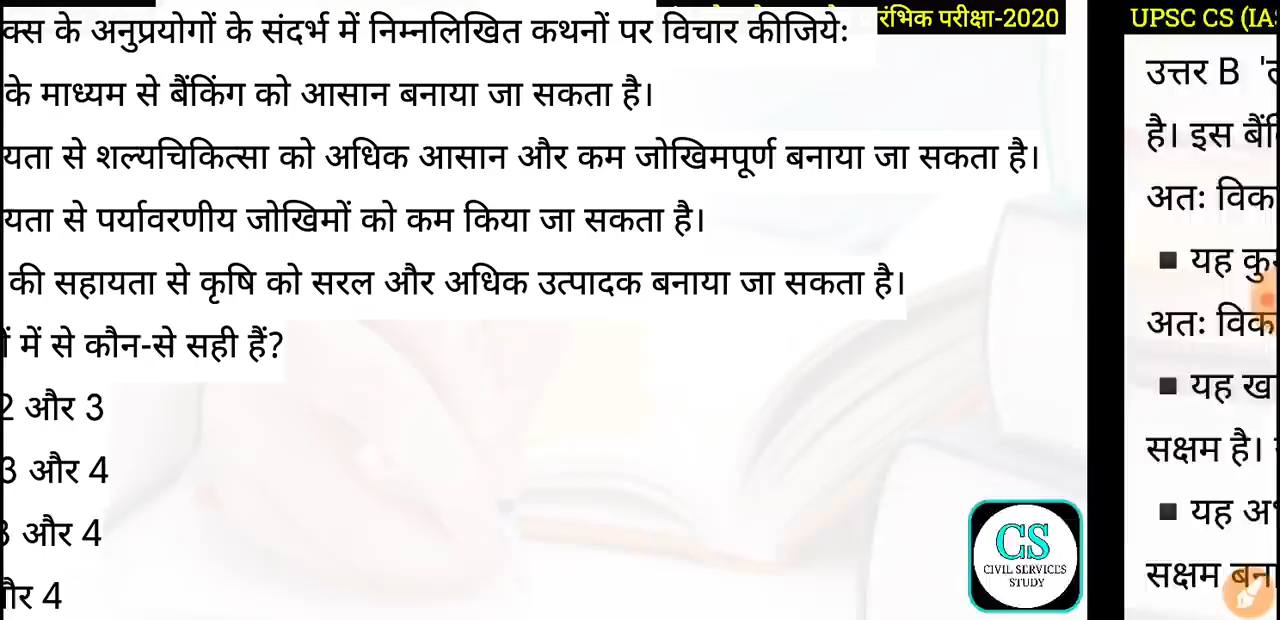 रंभिक परीक्षा-2020
क्स के अनुप्रयोगों के संदर्भ में निम्नलिखित कथनों पर विचार कीजिये:
के माध्यम से बैंकिंग को आसान बनाया जा सकता है।
यता से शल्यचिकित्सा को अधिक आसान और कम जोखिमपूर्ण बनाया जा सकता है।
यता से पर्यावरणीय जोखिमों को कम किया जा सकता है।
की सहायता से कृषि को सरल और अधिक उत्पादक बनाया जा सकता है।
में से कौन-से सही हैं?
2 और 3
3 और 4
3 और 4
और 4
CS
CIVIL SERVICES
STUDY
UPSC CS (IAS
उत्तर B
है। इस बैं
अतः विक
▪ यह कु
अतः विक
▪ यह ख
सक्षम है।
▪ यह अ
सक्षम बन